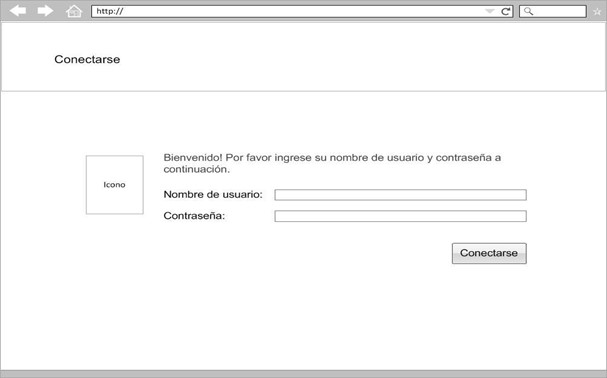 http://
Conectarse
Bienvenido! Por favor ingrese su nombre de usuario y contraseña a
continuación.
Icono
Nombre de usuario:
Contraseña:
Conectarse